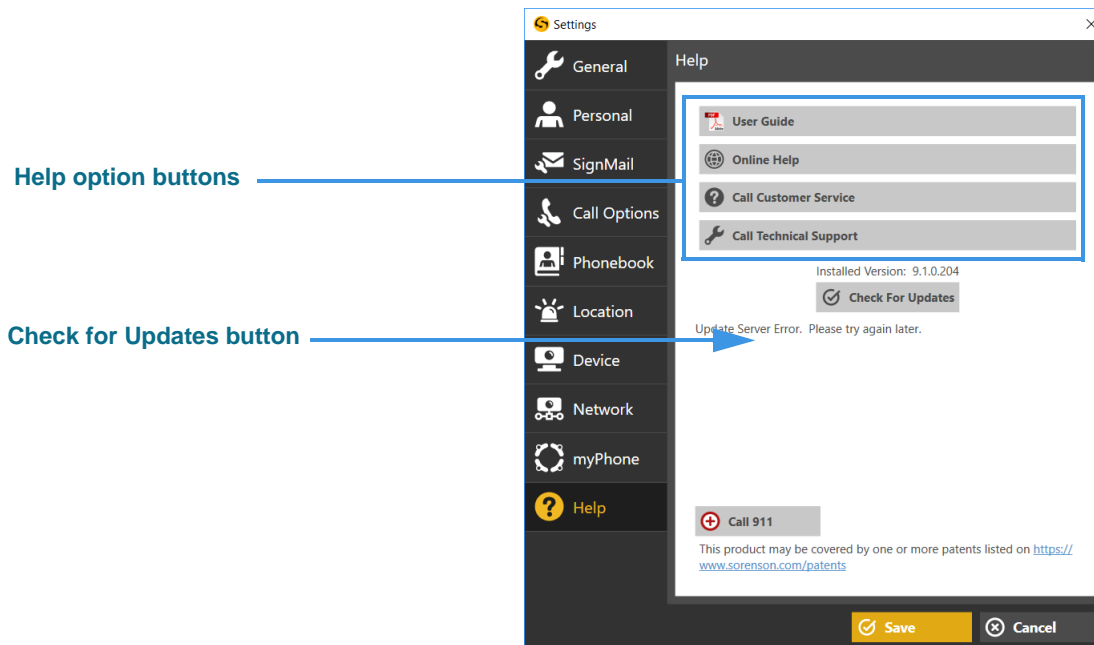 Settings
General
Personal
SignMail
Call Options
Phonebook
Location
Device
Network
myPhone
Help
Help
Help option buttons
User Guide
Online Help
Call Customer Service
Call Technical Support
Installed Version: 9.1.0.204
Check For Updates
Check for Updates button
Update Server Error. Please try again later.
Call 911
This product may be covered by one or more patents listed on https://
www.sorenson.com/patents
Save
Cancel